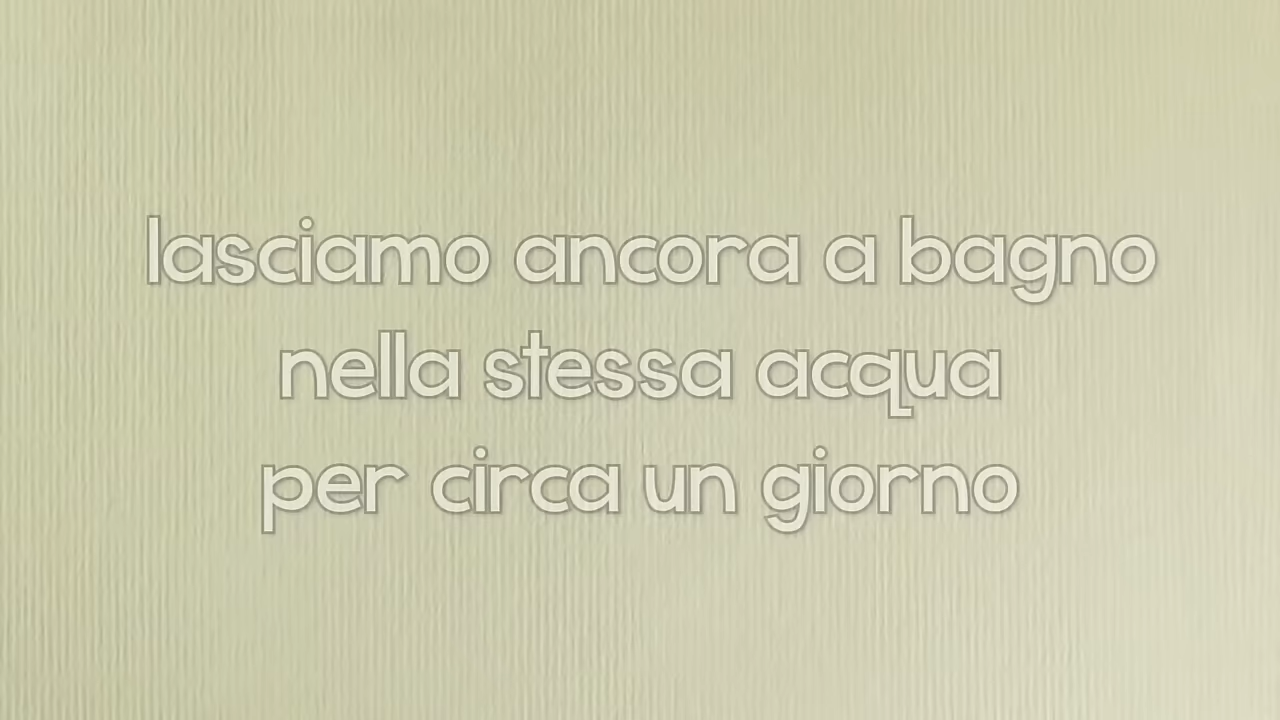 lasciamo ancora a bagno
nella stessa acqua
per circa un giorno